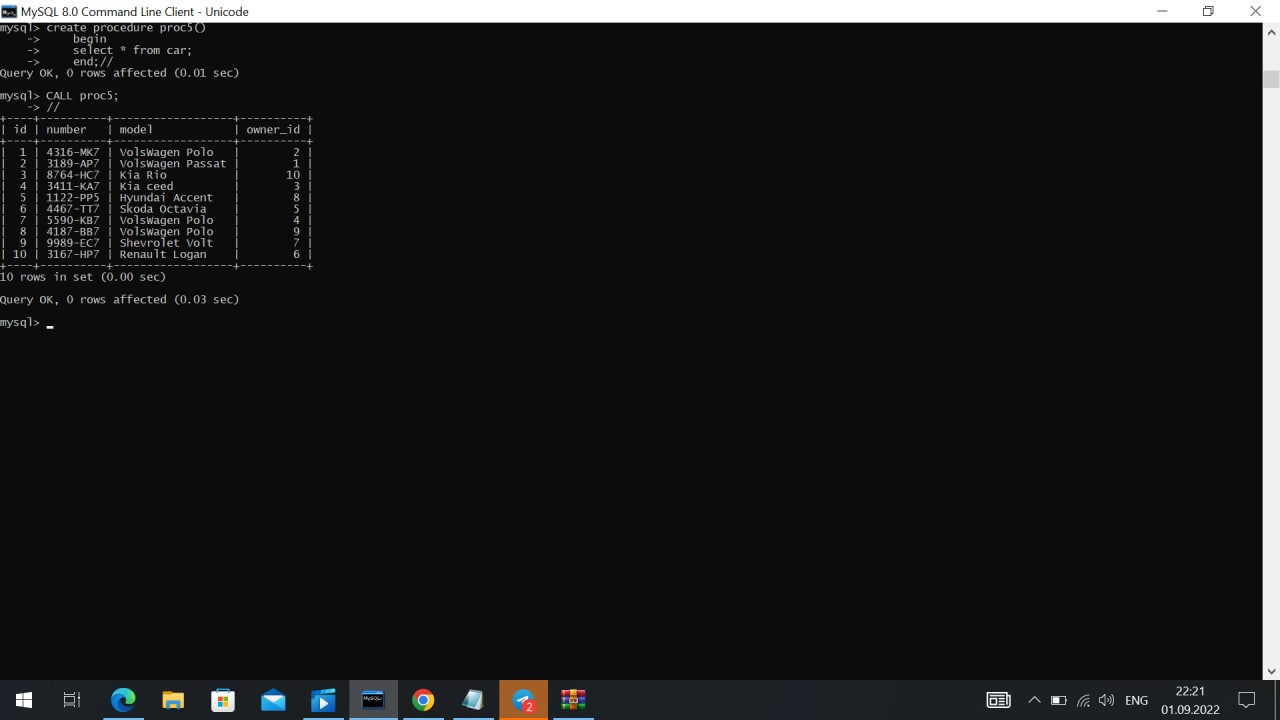 MySQL 8.0 Command Line Client - Unicode
mysql> create procedure proc5()
    ->     begin
    ->     select * from car;
    ->     end;//
Query OK, 0 rows affected (0.01 sec)
mysql> CALL proc5;
    -> //
+----+----------+------------------+----------+
| id | number   | model            | owner_id |
+----+----------+------------------+----------+
|  1 | 4316-MK7 | VolsWagen Polo   |        2 |
|  2 | 3189-AP7 | VolsWagen Passat |        1 |
|  3 | 8764-HC7 | Kia Rio          |       10 |
|  4 | 3411-KA7 | Kia ceed         |        3 |
|  5 | 1122-PP5 | Hyundai Accent   |        8 |
|  6 | 4467-TT7 | Skoda Octavia    |        5 |
|  7 | 5590-KB7 | VolsWagen Polo   |        4 |
|  8 | 4187-BB7 | VolsWagen Polo   |        9 |
|  9 | 9989-EC7 | Shevrolet Volt   |        7 |
| 10 | 3167-HP7 | Renault Logan    |        6 |
+----+----------+------------------+----------+
10 rows in set (0.00 sec)
Query OK, 0 rows affected (0.03 sec)
mysql> _
2
ENG
22:21
01.09.2022